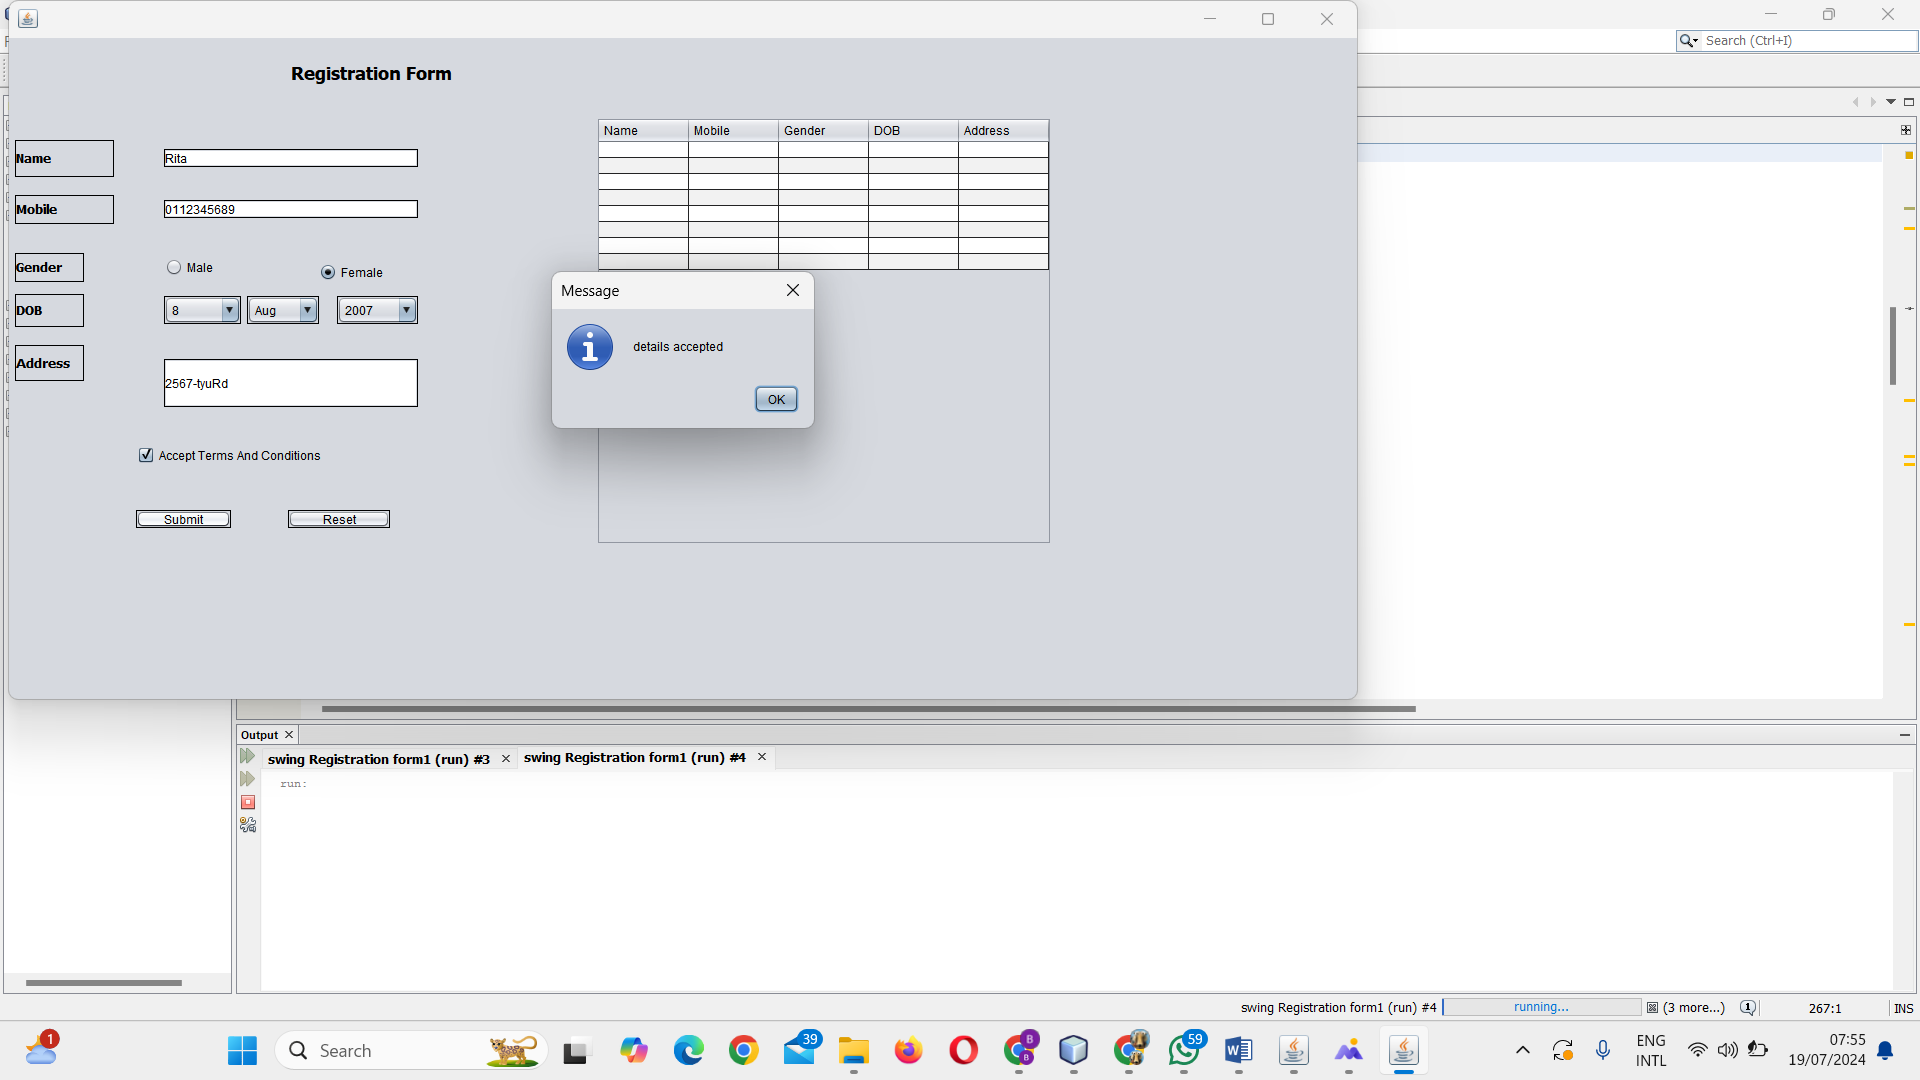 Search (Ctrl+I)
Registration Form
Name Mobile Gender DOB Address
Name
Rita
Mobile
0112345689
Gender
Male
Female
DOB
8
Aug
2007
Address
2567-tyuRd
Accept Terms And Conditions
Submit
Reset
Message
details accepted
OK
Output
swing Registration form1 (run) #3
swing Registration form1 (run) #4
run:
swing Registration form1 (run) #4
running...
(3 more...)
1
267:1
INS
1
Search
39
B
B
59
ENG
INTL
07:55
19/07/2024